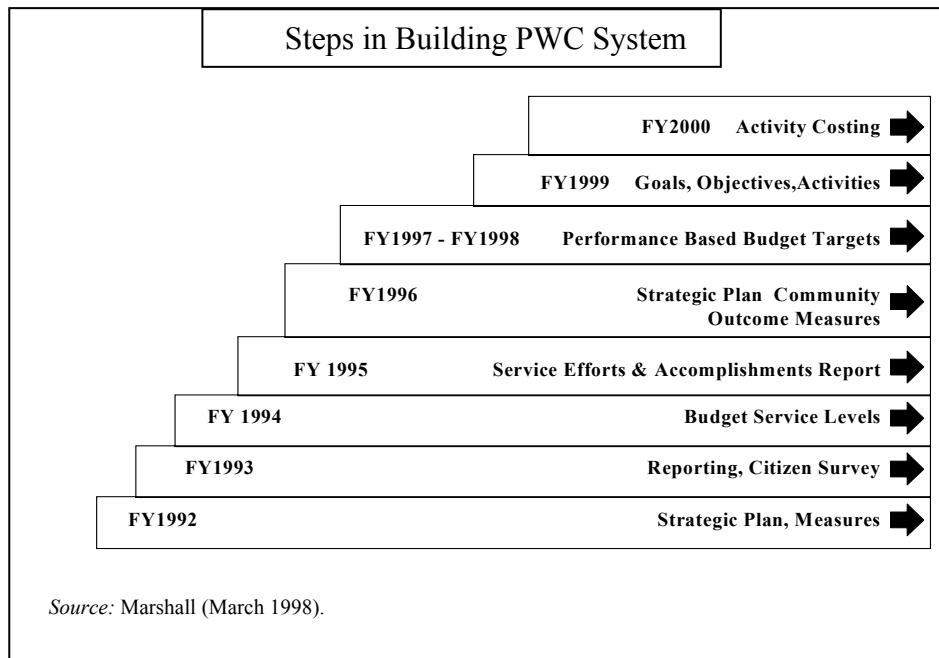 Steps in Building PWC System
FY2000 Activity Costing
FY1999 Goals, Objectives,Activities
FY1997 - FY1998 Performance Based Budget Targets
FY1996 Strategic Plan Community
Outcome Measures
FY 1995 Service Efforts & Accomplishments Report
FY 1994 Budget Service Levels
FY1993 Reporting, Citizen Survey
FY1992 Strategic Plan, Measures
Source: Marshall (March 1998).